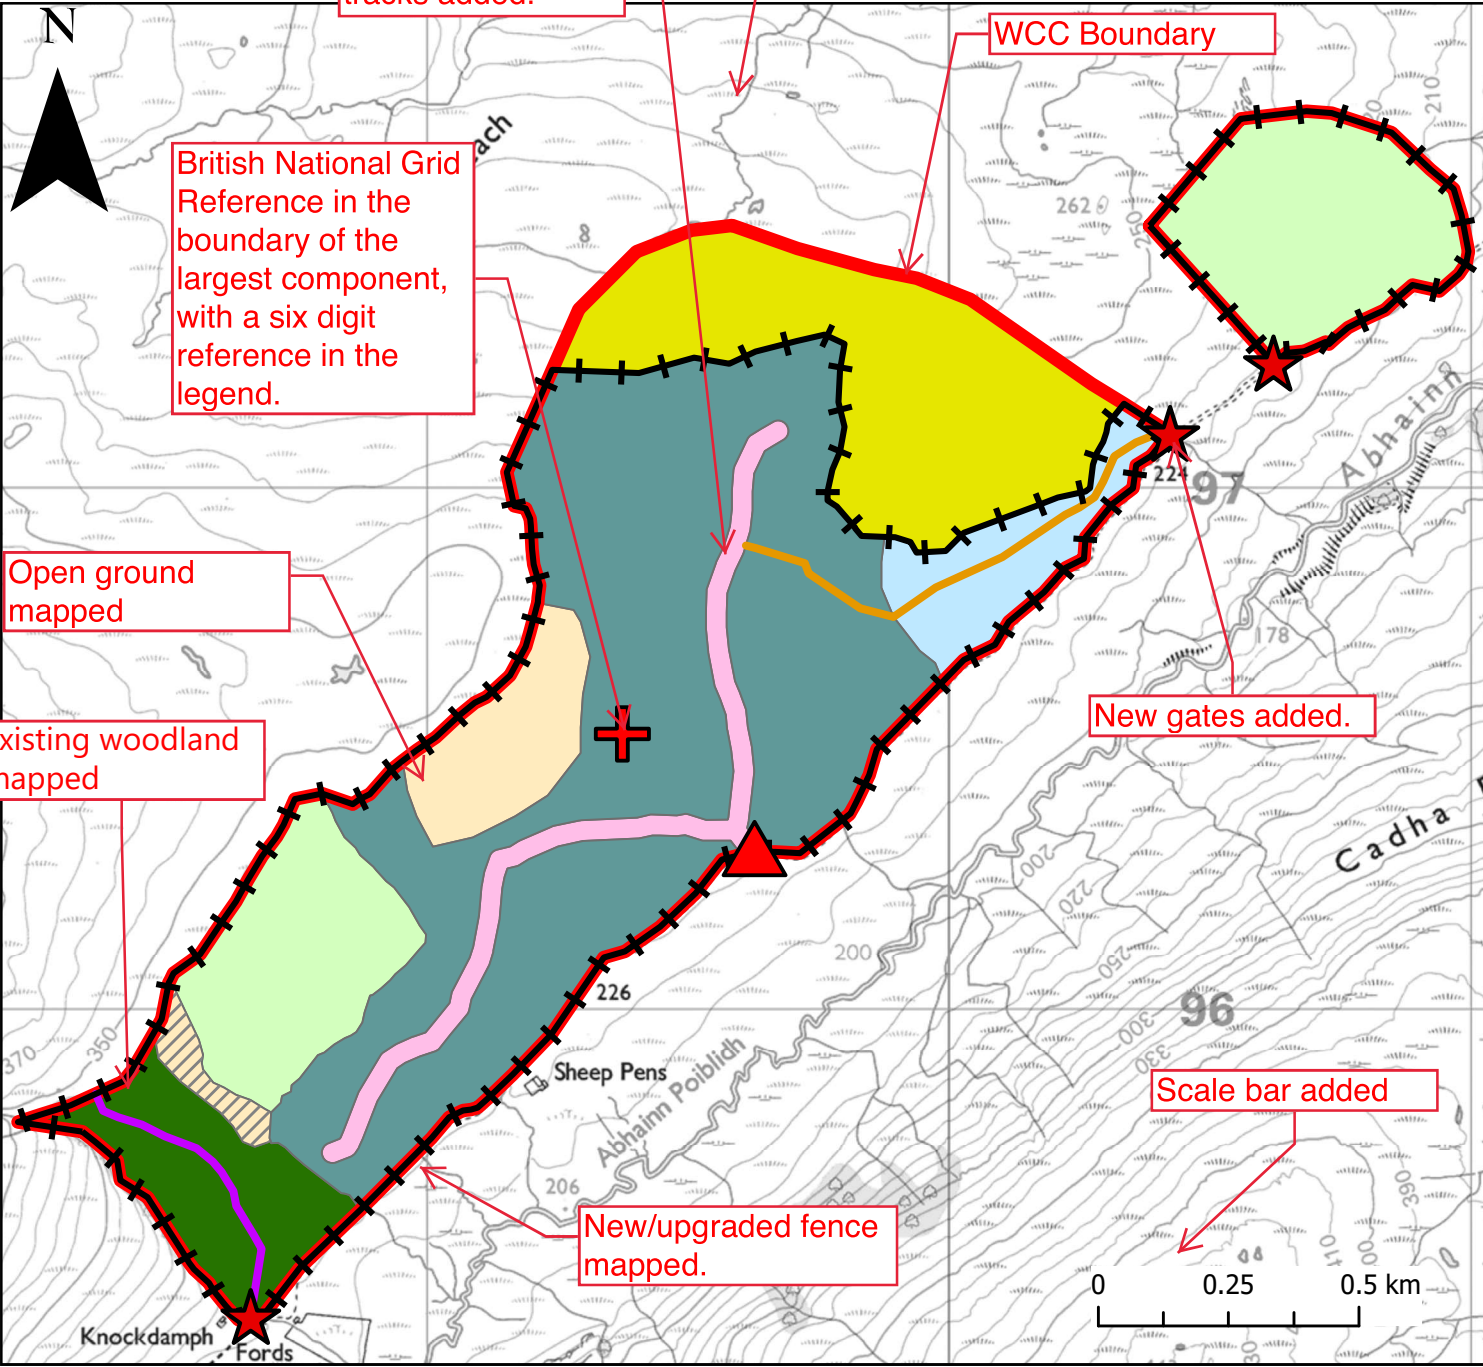 tracks added.
N
WCC Boundary
each
British National Grid
Reference in the
boundary of the
largest component,
with a six digit
reference in the
legend.
210
262
250
8
Abhainn
224
97
Open ground
mapped
178
New gates added.
xisting woodland
mapped
Cadha
200
220
200
250
226
96
300
330
350
370
Sheep Pens
Abhainn Poiblidh
Scale bar added
206
390
New/upgraded fence
mapped.
0 0.25 0.5 km
Knockdamph
Fords